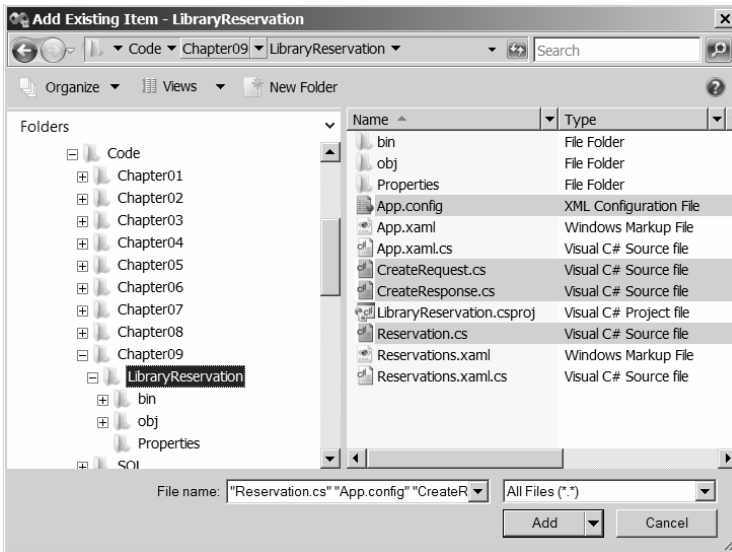 Add Existing Item - LibraryReservation
Code Chapter09 LibraryReservation
Search
Organize Views New Folder
Folders
Code
Chapter01
Chapter02
Chapter03
Chapter04
Chapter05
Chapter06
Chapter07
Chapter08
Chapter09
LibraryReservation
bin
obj
Properties
SQL
Name Type
bin File Folder
obj File Folder
Properties File Folder
App.config XML Configuration File
App.xaml Windows Markup File
App.xaml.cs Visual C# Source file
CreateRequest.cs Visual C# Source file
CreateResponse.cs Visual C# Source file
LibraryReservation.csproj Visual C# Project file
Reservation.cs Visual C# Source file
Reservations.xaml Windows Markup File
Reservations.xaml.cs Visual C# Source file
File name: "Reservation.cs" "App.config" "CreateR
All Files (*.*)
Add Cancel